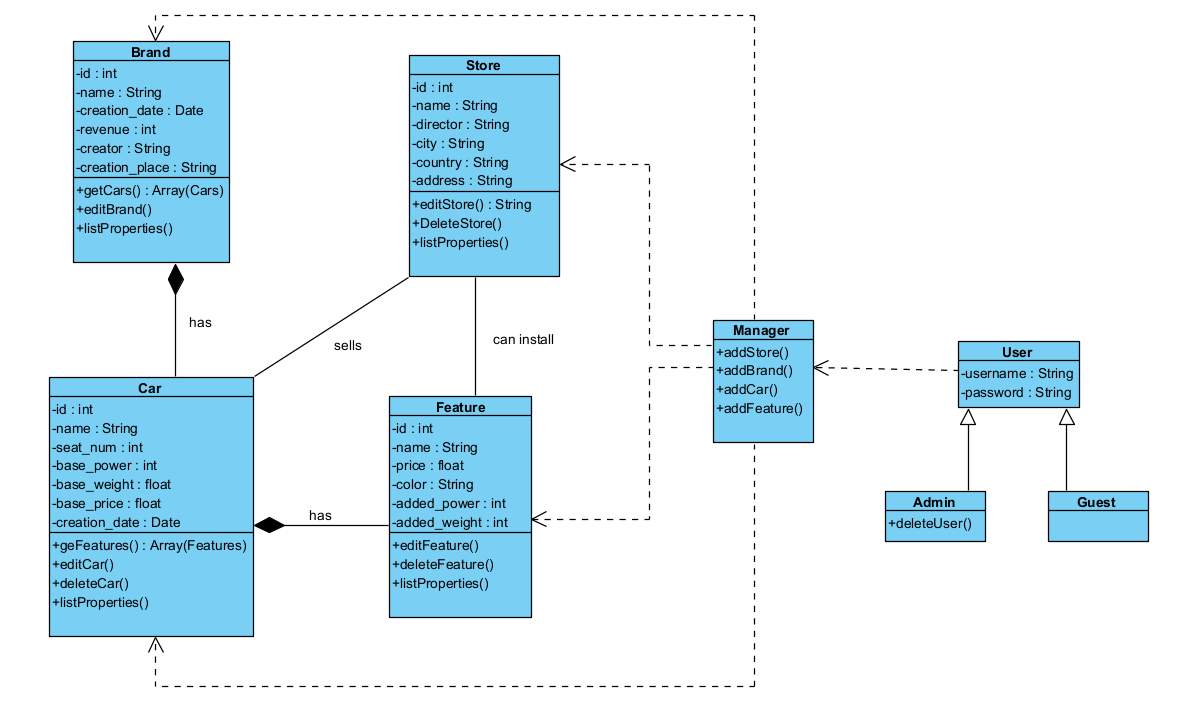 Brand
-id : int
-name : String
-creation_date : Date
-revenue : int
-creator : String
-creation_place : String
+getCars() : Array(Cars)
+editBrand()
+listProperties()
Store
-id : int
-name : String
-director : String
-city : String
-country : String
-address : String
+editStore() : String
+DeleteStore()
+listProperties()
has
sells
can install
Manager
+addStore()
+addBrand()
+addCar()
+addFeature()
User
-username : String
-password : String
Car
-id : int
-name : String
-seat_num : int
-base_power : int
-base_weight : float
-base_price : float
-creation_date : Date
+geFeatures() : Array(Features)
+editCar()
+deleteCar()
+listProperties()
has
Feature
-id : int
-name : String
-price : float
-color : String
-added_power : int
-added_weight : int
+editFeature()
+deleteFeature()
+listProperties()
Admin
+deleteUser()
Guest